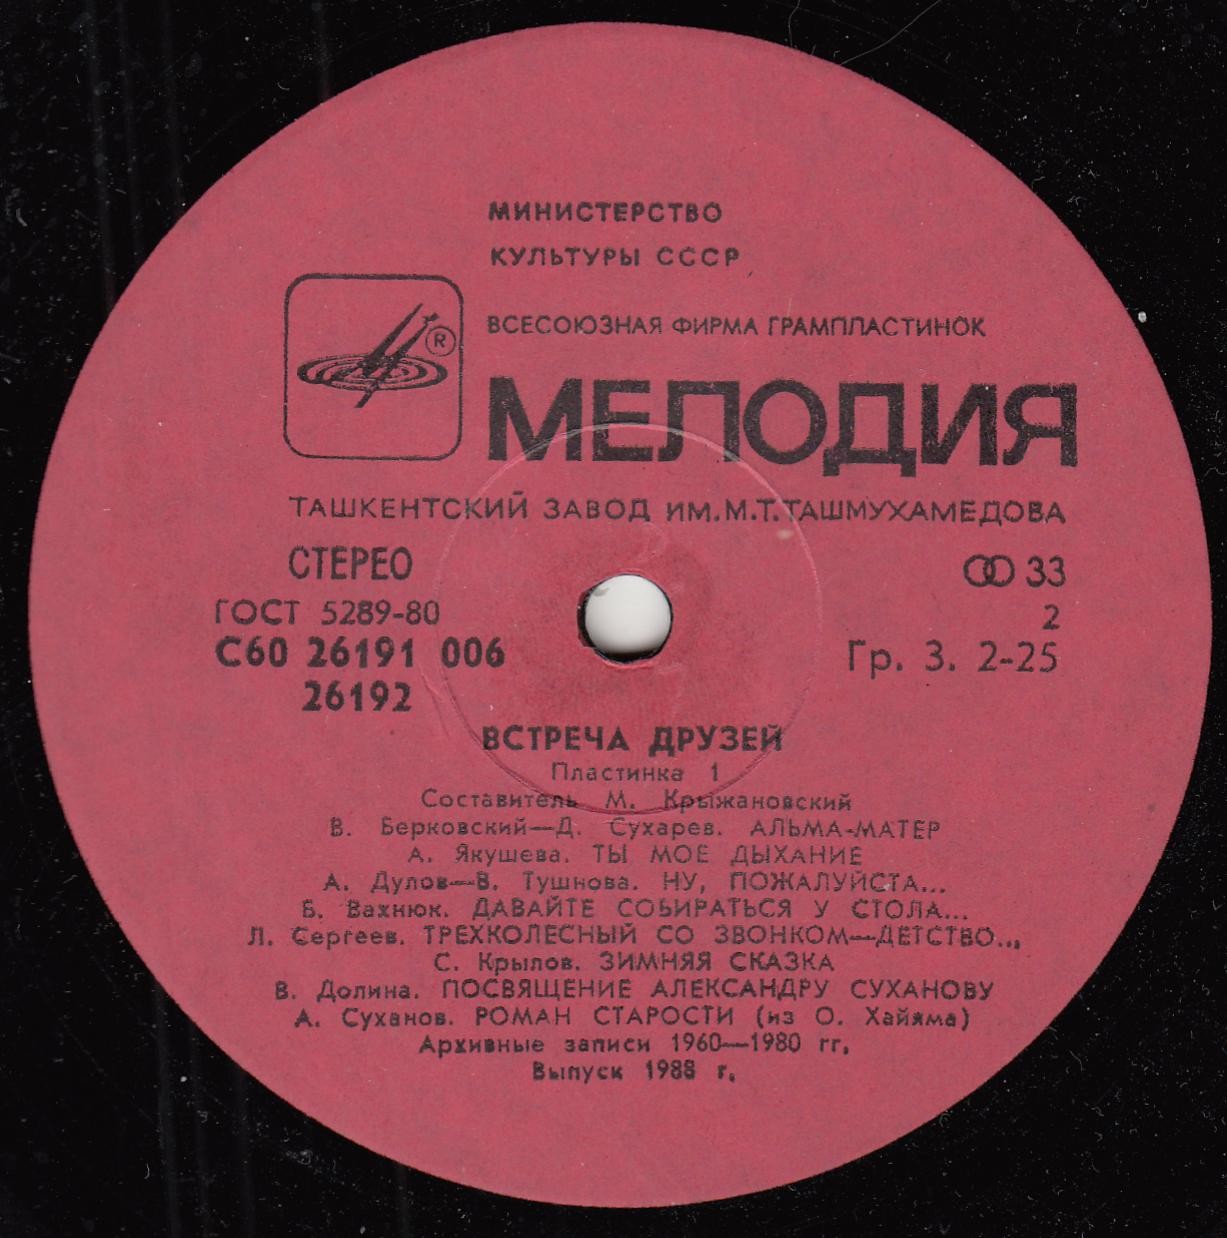 МИНИСТЕРСТВО
КУЛЬТУРЫ СССР
ВСЕСОЮЗНАЯ ФИРМА ГРАМПЛАСТИНОК
®
МЕЛОДИЯ
ТАШКЕНТСКИЙ ЗАВОД ИМ.М.Т.ТАШМУХАМЕДОВА
СТЕРЕО
33
ГОСТ 5289-80
2
С60 26191 006
Гр. 3. 2-25
26192
ВСТРЕЧА ДРУЗЕЙ
Пластинка 1
Составитель М. Крыжановский
В. Берковский—Д. Сухарев. АЛЬМА-МАТЕР
А. Якушева. ТЫ МОЕ ДЫХАНИЕ
А. Дулов—В. Тушнова. НУ, ПОЖАЛУЙСТА...
Б. Вахнюк. ДАВАЙТЕ СОБИРАТЬСЯ У СТОЛА...
Л. Сергеев. ТРЕХКОЛЕСНЫЙ СО ЗВОНКОМ—ДЕТСТВО...
С. Крылов. ЗИМНЯЯ СКАЗКА
В. Долина. ПОСВЯЩЕНИЕ АЛЕКСАНДРУ СУХАНОВУ
А. Суханов. РОМАН СТАРОСТИ (из О. Хайяма)
Архивные записи 1960—1980 гг.
Выпуск 1988 г.